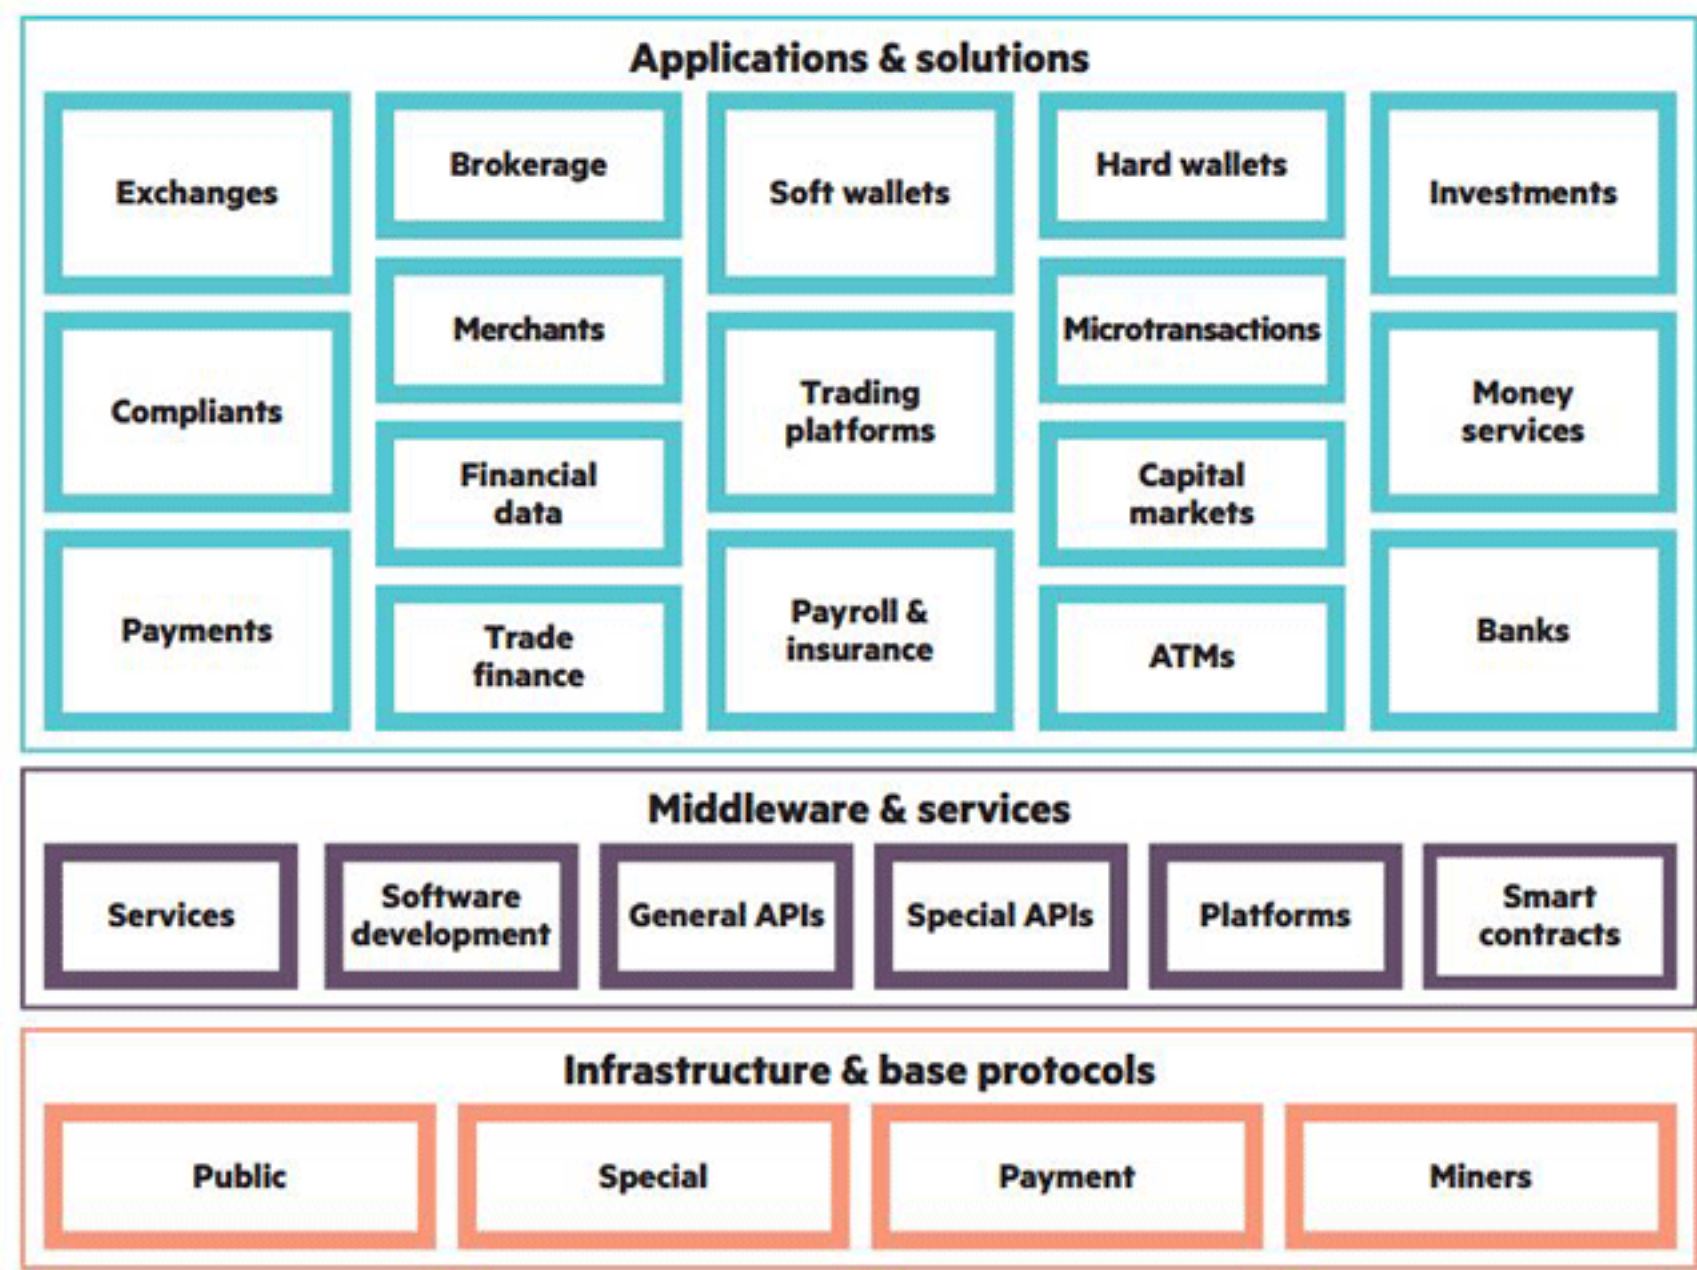 Applications & solutions
Exchanges
Compliants
Payments
Brokerage
Merchants
Financial
data
Trade
finance
Soft wallets
Trading
platforms
Payroll &
insurance
Hard wallets
Microtransactions
Capital
markets
ATMs
Investments
Money
services
Banks
Middleware & services
Services
Software
development
General APIs
Special APIs
Platforms
Smart
contracts
Infrastructure & base protocols
Public
Special
Payment
Miners